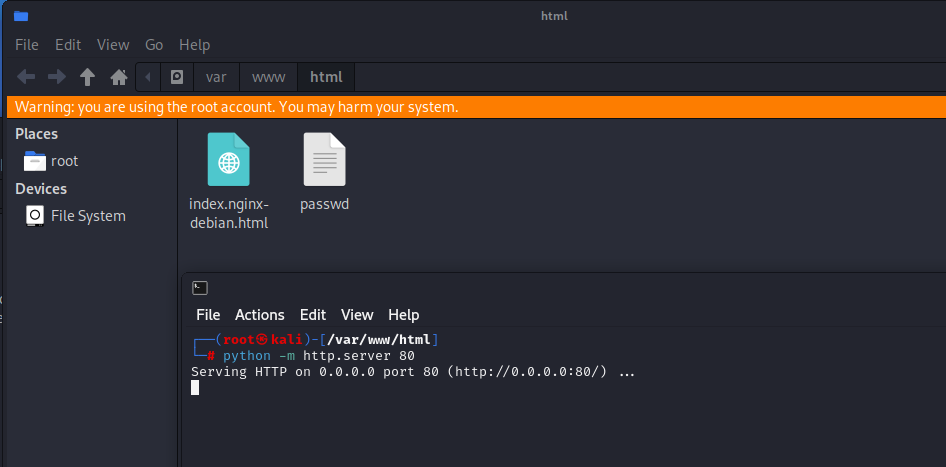 html
File Edit View Go Help
var www html
Warning: you are using the root account. You may harm your system.
Places
root
Devices
File System
index.nginx-
debian.html
passwd
File Actions Edit View Help
┌──(root㉿kali)-[/var/www/html]
└─# python -m http.server 80
Serving HTTP on 0.0.0.0 port 80 (http://0.0.0.0:80/) ...